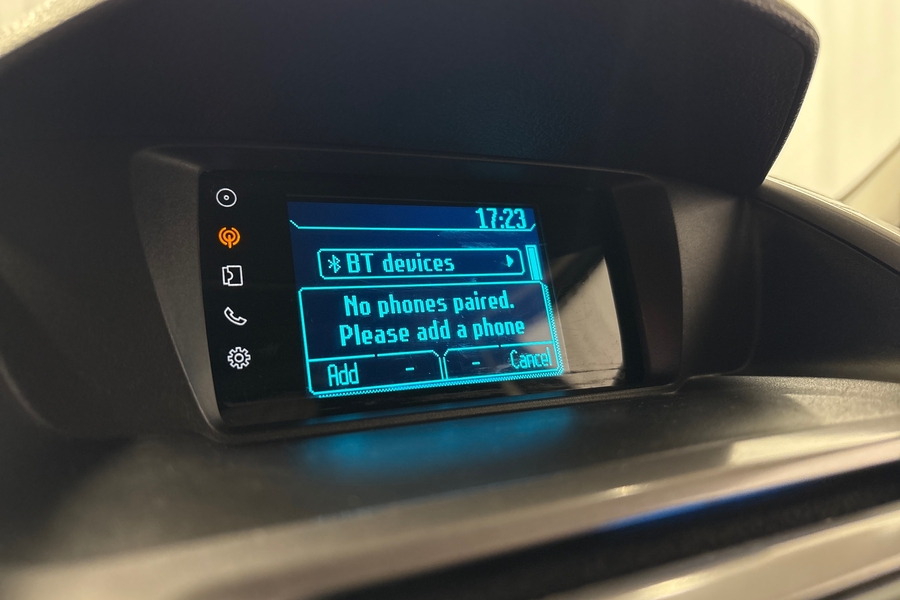 17:23
BT devices
No phones paired.
Please add a phone
Add - - Cancel